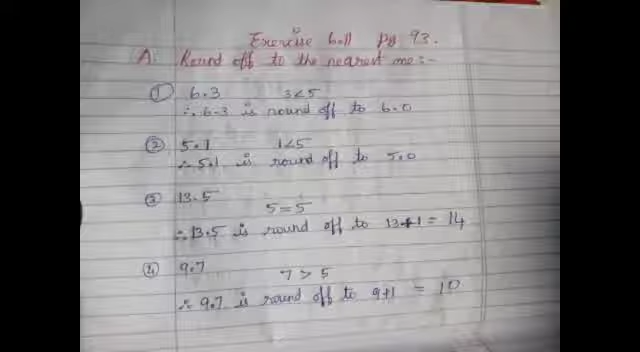 Exercise 6.11 pg 93.
A. Round off to the nearest one:-
① 6.3 3<5
∴ 6.3 is round off to 6.0
② 5.1 1<5
∴ 5.1 is round off to 5.0
③ 13.5 5=5
∴ 13.5 is round off to 13+1 = 14
④ 9.7 7>5
∴ 9.7 is round off to 9+1 = 10